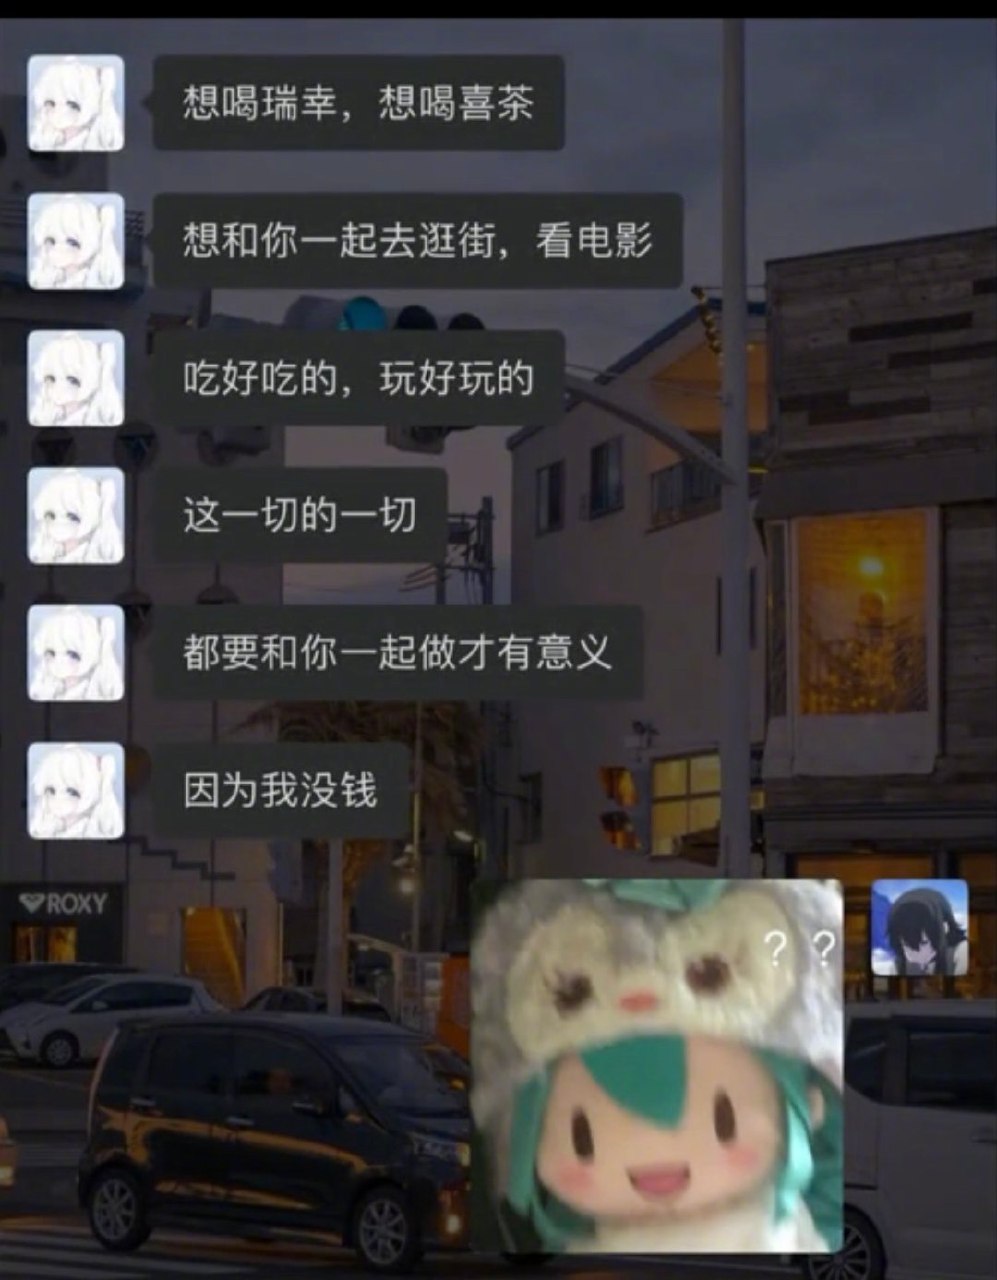 想喝瑞幸，想喝喜茶
想和你一起去逛街，看电影
吃好吃的，玩好玩的
这一切的一切
都要和你一起做才有意义
因为我没钱
ROXY
？？